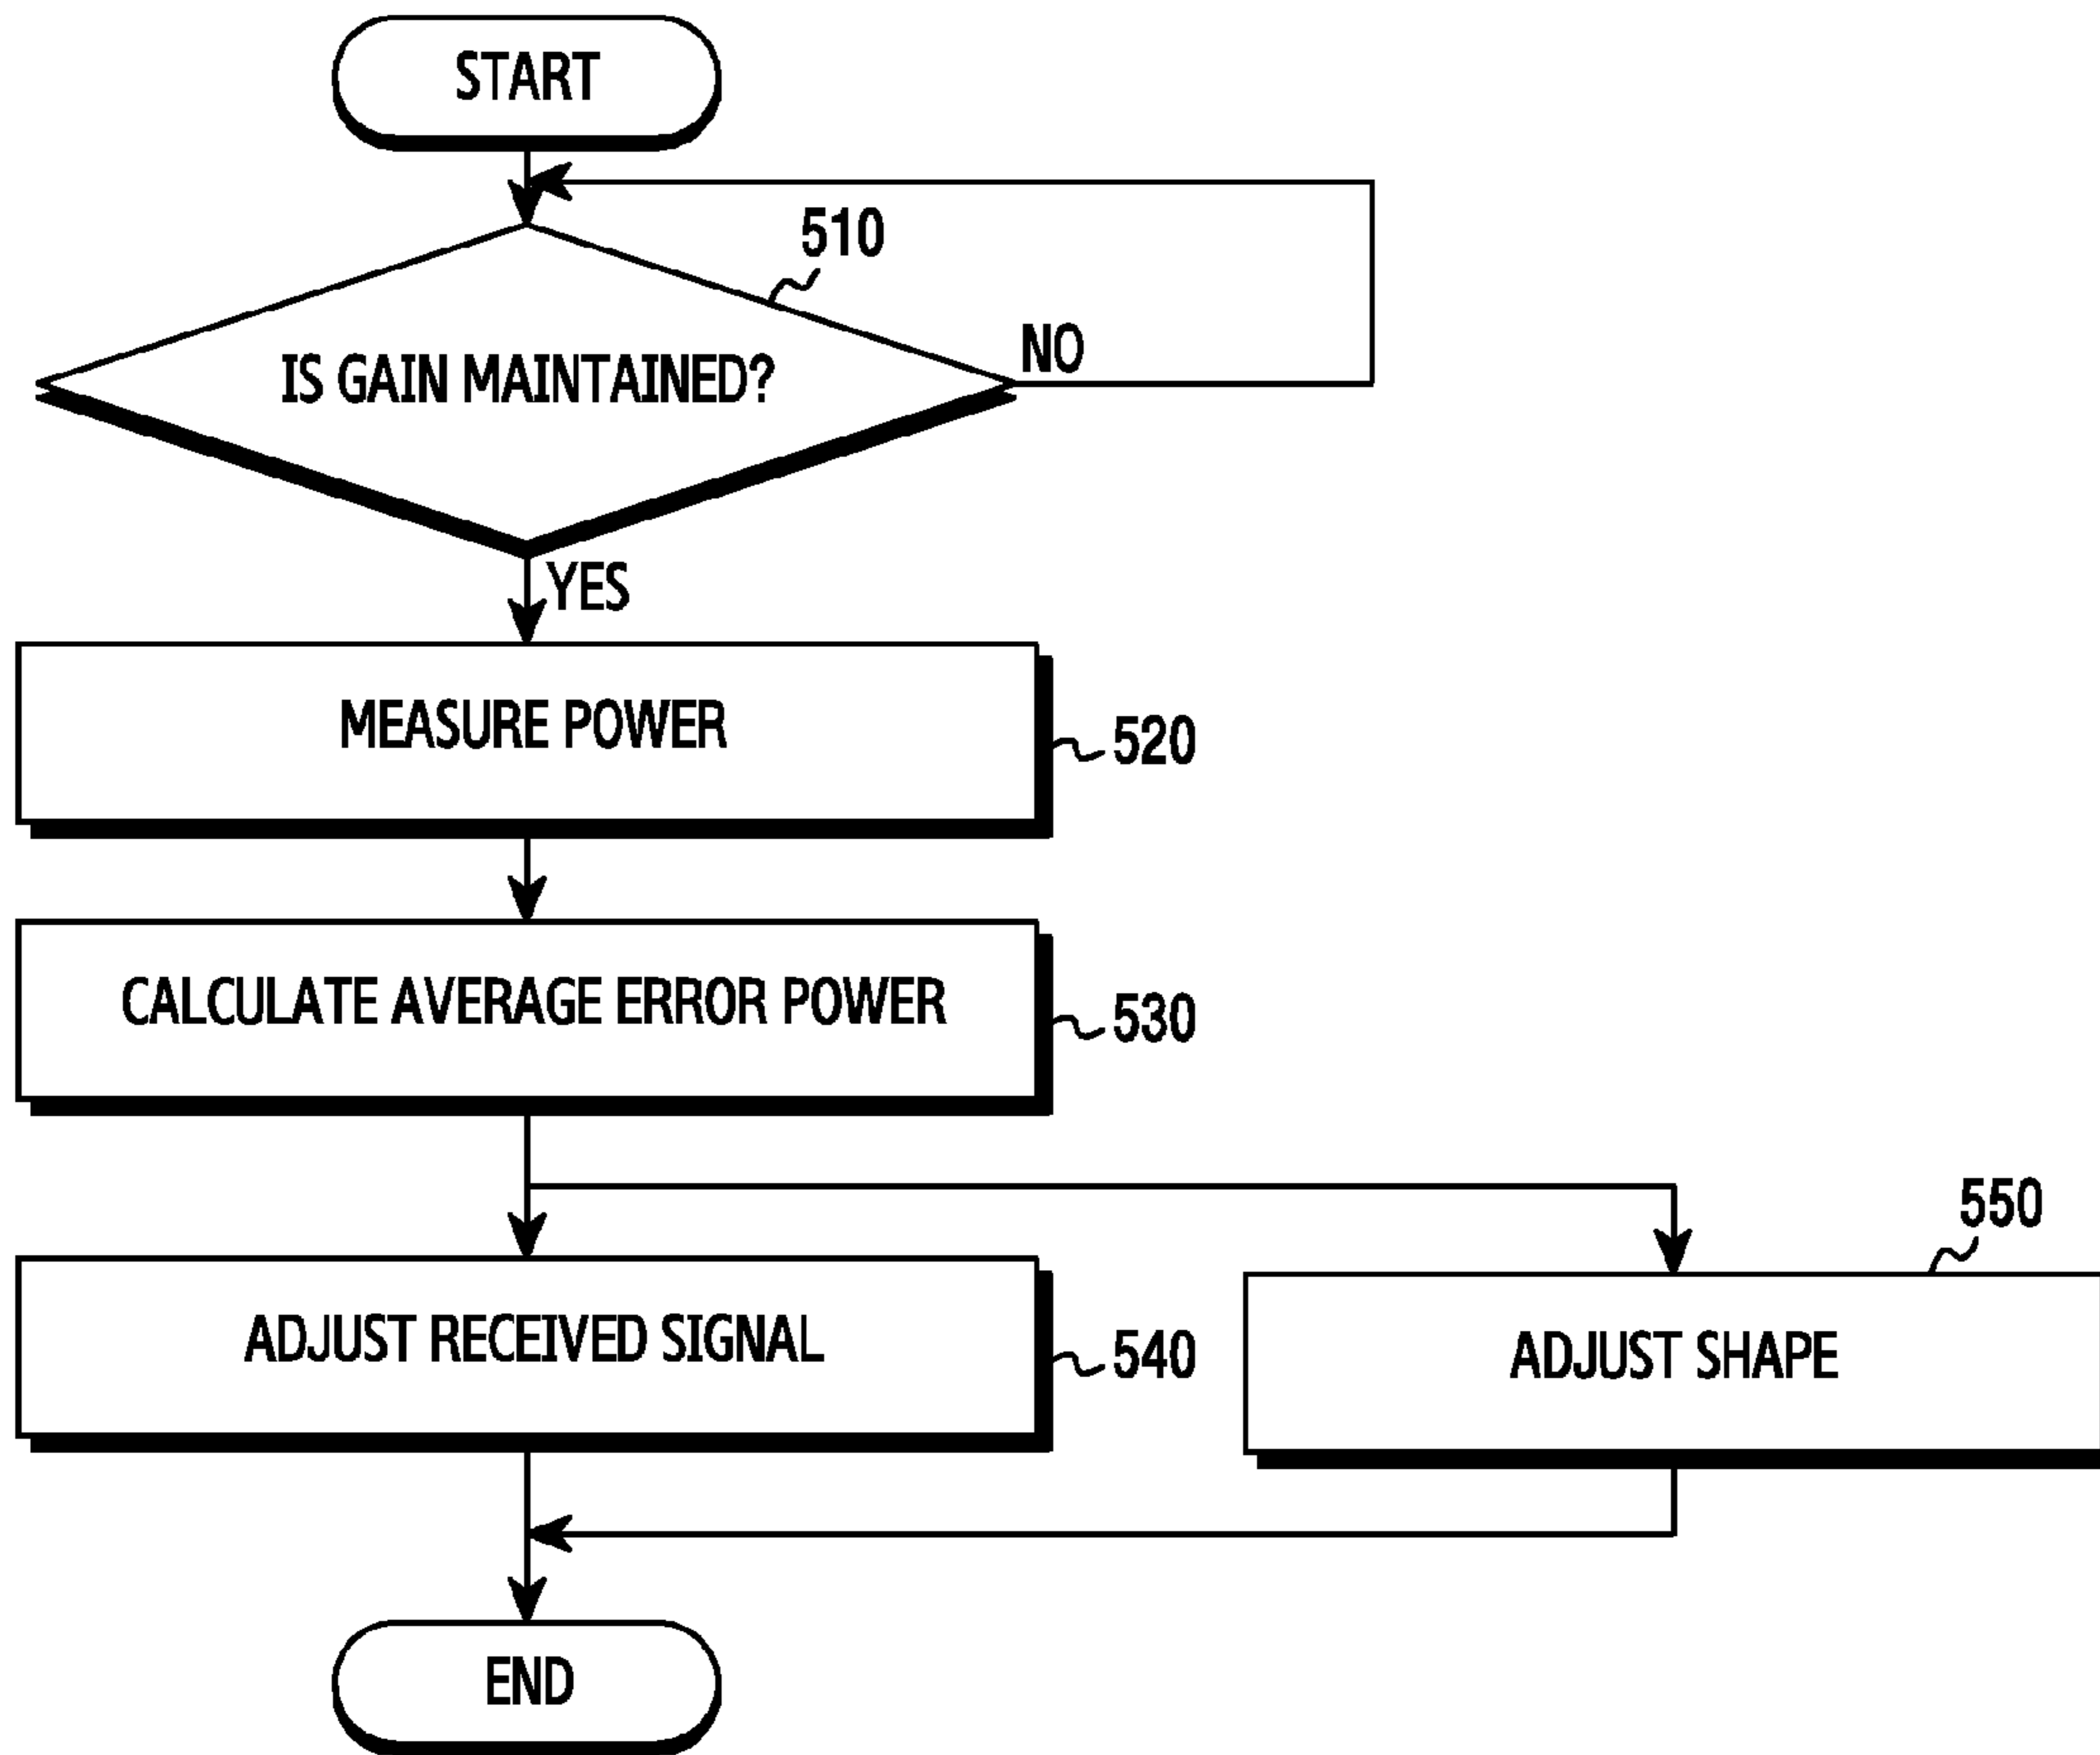 START
510
IS GAIN MAINTAINED?
NO
YES
MEASURE POWER
520
CALCULATE AVERAGE ERROR POWER
530
550
ADJUST RECEIVED SIGNAL
540
ADJUST SHAPE
END